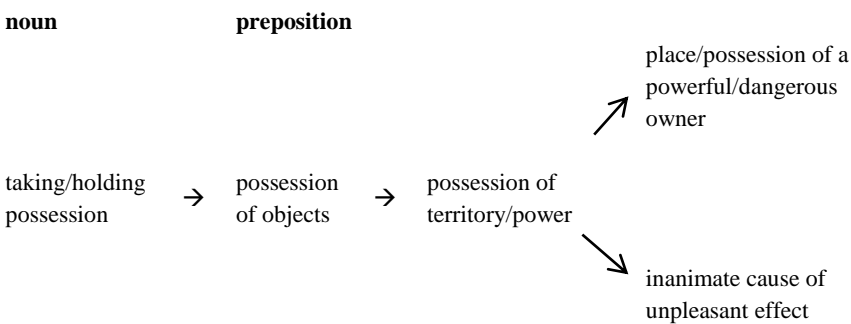 noun preposition
place/possession of a
powerful/dangerous
owner
taking/holding
possession
→
possession
of objects
→
possession of
territory/power
inanimate cause of
unpleasant effect